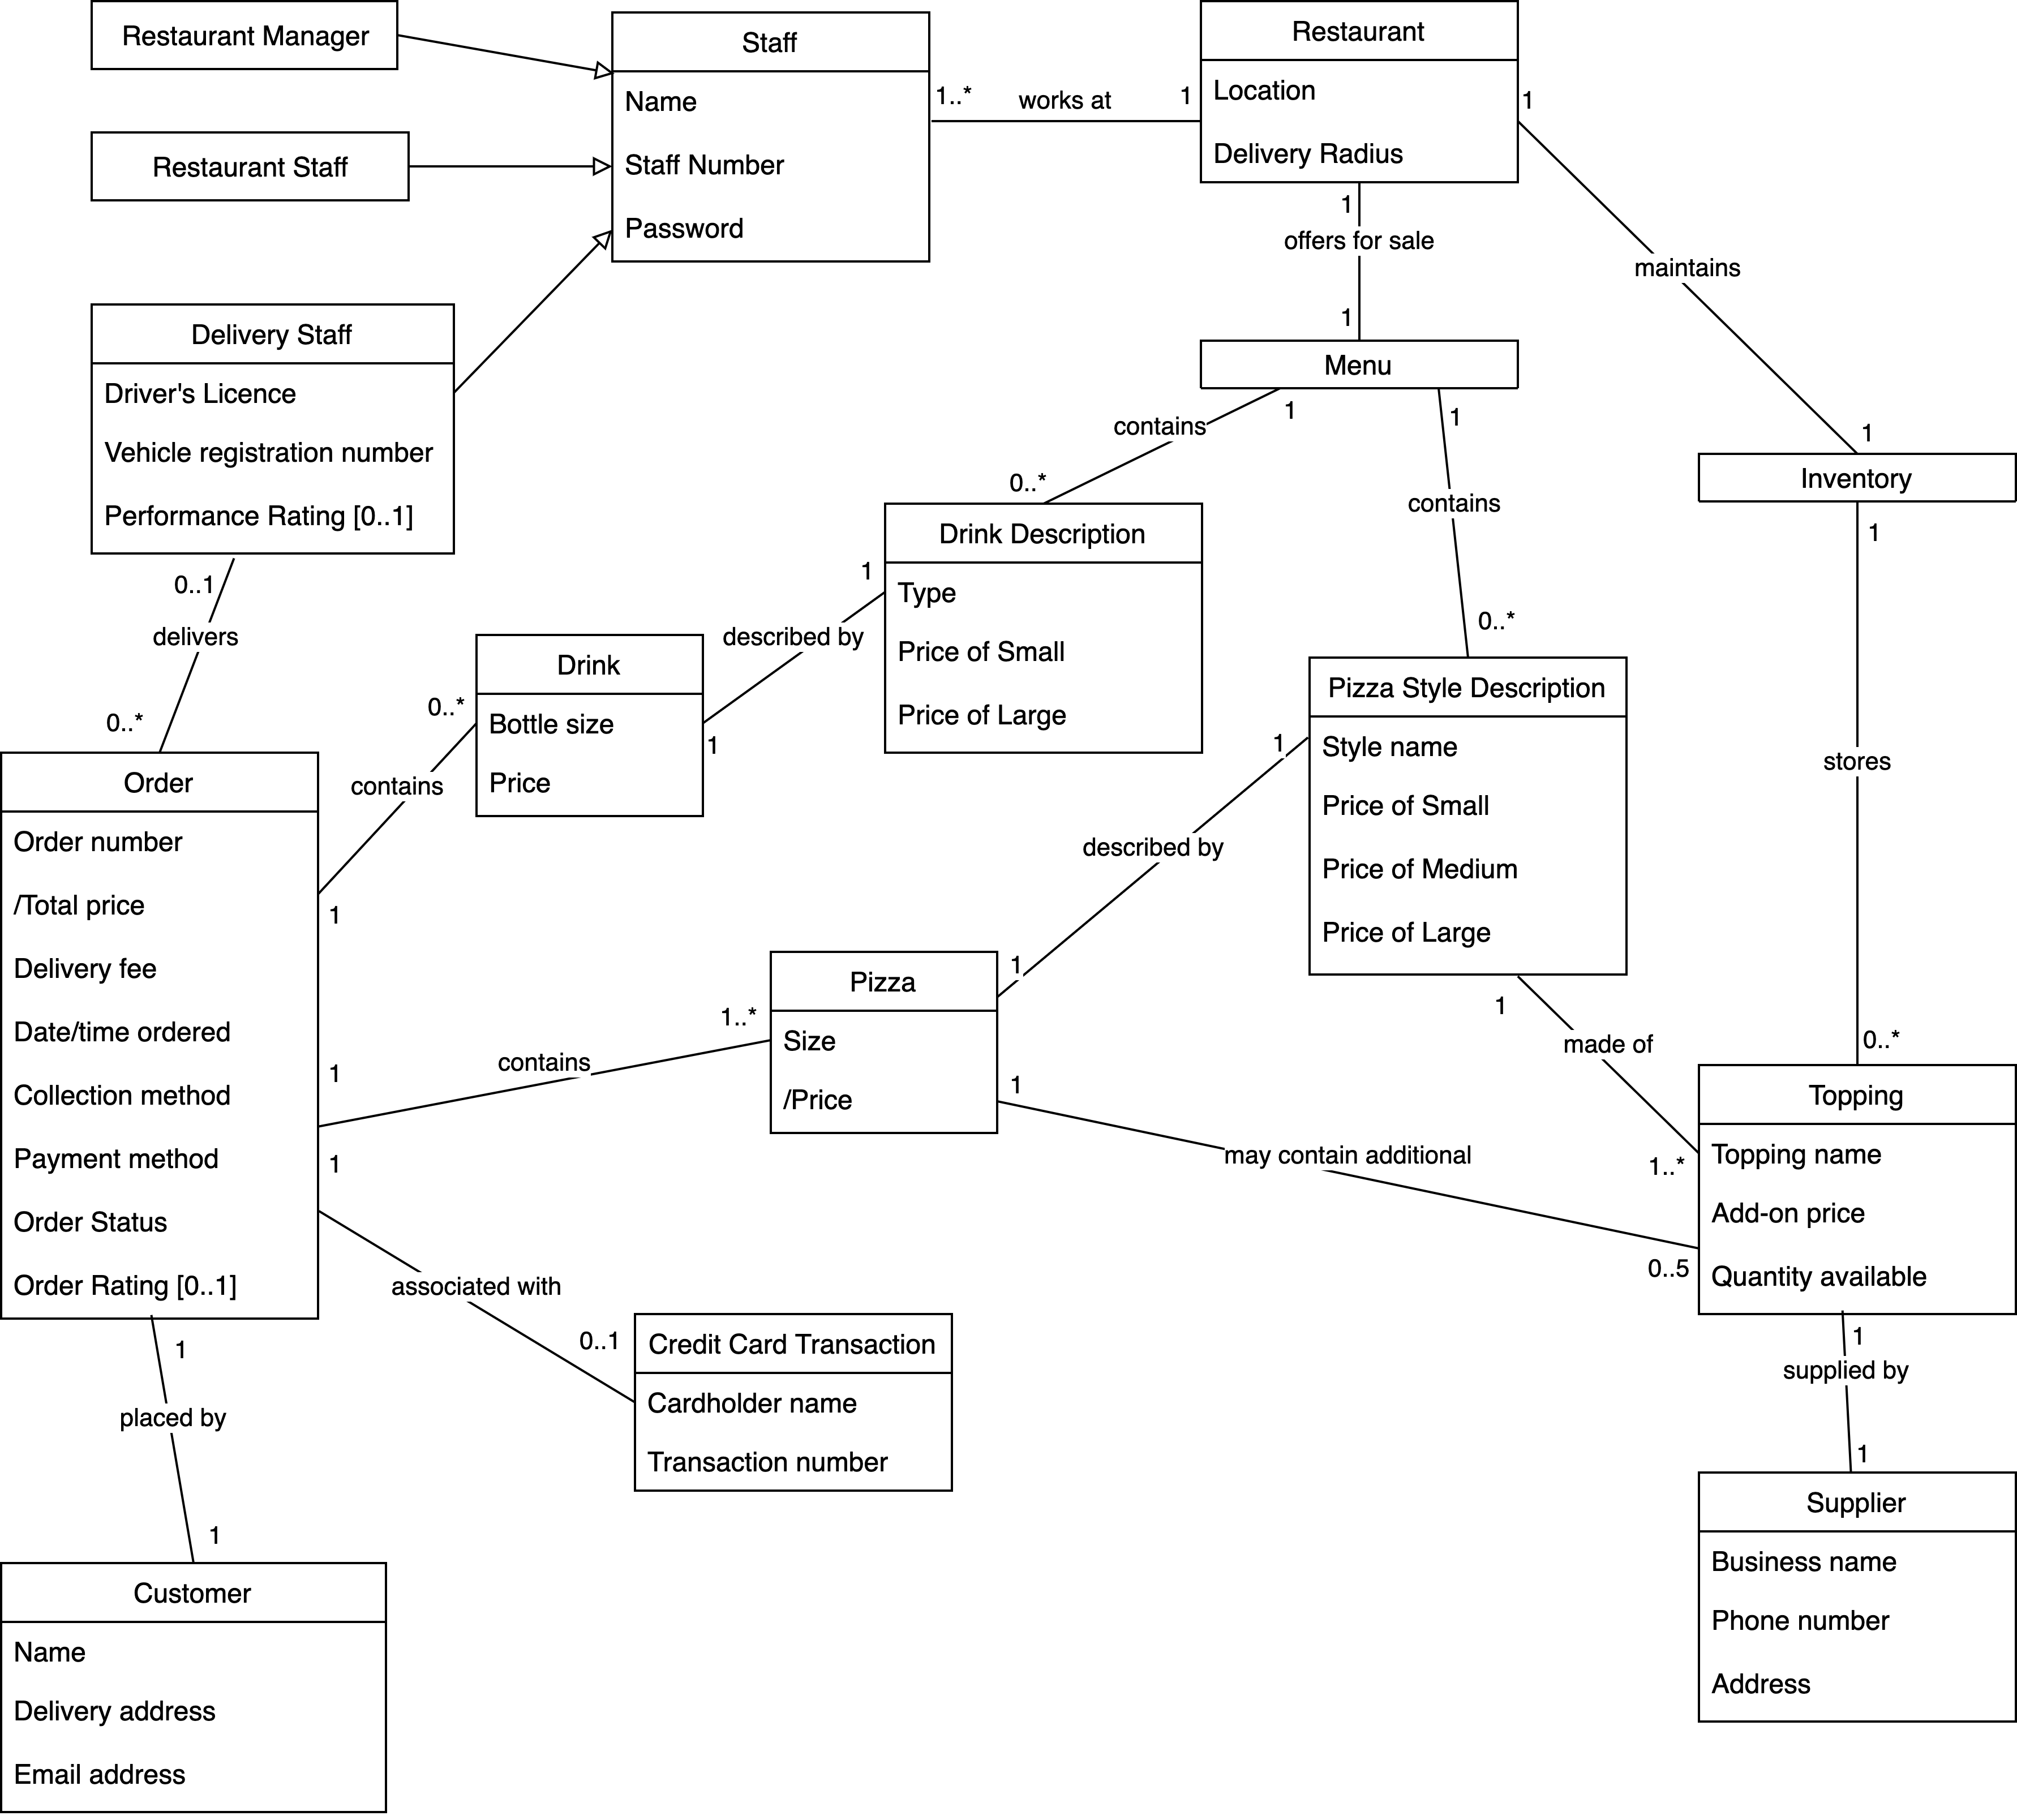 Restaurant Manager
Restaurant Staff
Staff
Name
Staff Number
Password
1..*
works at
1
Restaurant
Location
Delivery Radius
1
maintains
1
1
offers for sale
1
Menu
Inventory
1
stores
0..*
Delivery Staff
Driver's Licence
Vehicle registration number
Performance Rating [0..1]
0..1
delivers
0..*
1
contains
0..*
1
contains
0..*
Drink Description
Type
Price of Small
Price of Large
1
described by
1
Drink
Bottle size
Price
0..*
contains
1
Pizza Style Description
Style name
Price of Small
Price of Medium
Price of Large
1
described by
1
Order
Order number
/Total price
Delivery fee
Date/time ordered
Collection method
Payment method
Order Status
Order Rating [0..1]
1
contains
1..*
Pizza
Size
/Price
1
may contain additional
0..5
1
made of
1..*
Topping
Topping name
Add-on price
Quantity available
1
associated with
0..1
Credit Card Transaction
Cardholder name
Transaction number
1
supplied by
1
Supplier
Business name
Phone number
Address
1
placed by
1
Customer
Name
Delivery address
Email address